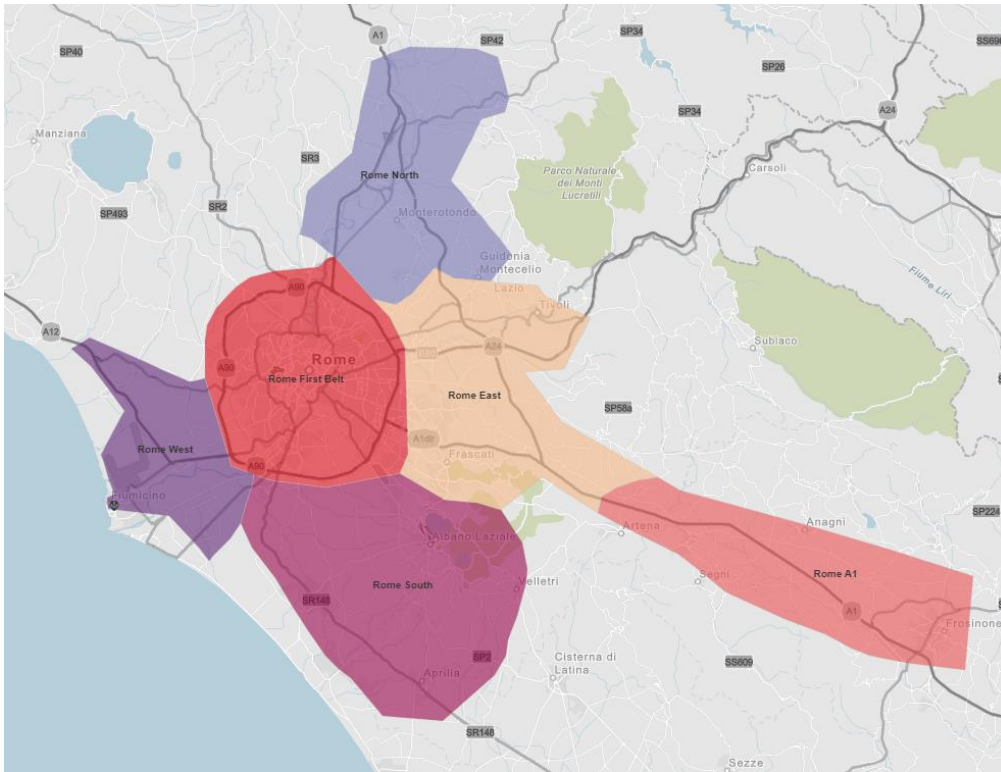 A1
SP42
SP34
SS696
SP40
SP26
A24
Manziana
SR3
SP34
Parco Naturale
dei Monti
Lucretili
Carsoli
Rome North
SP493
SR2
Monterotondo
Guidonia
Montecelio
Fiume Liri
A90
Lazio
Tivoli
A12
A24
Subiaco
Rome
A90
Rome First Belt
Rome East
SP58a
A1dir
Rome West
Frascati
A90
Fiumicino
SP224
Anagni
Artena
Albano Laziale
Rome A1
Segni
Rome South
Velletri
SR148
A1
Frosinone
Cisterna di
Latina
SP2
SS609
Aprilia
SR148
Sezze